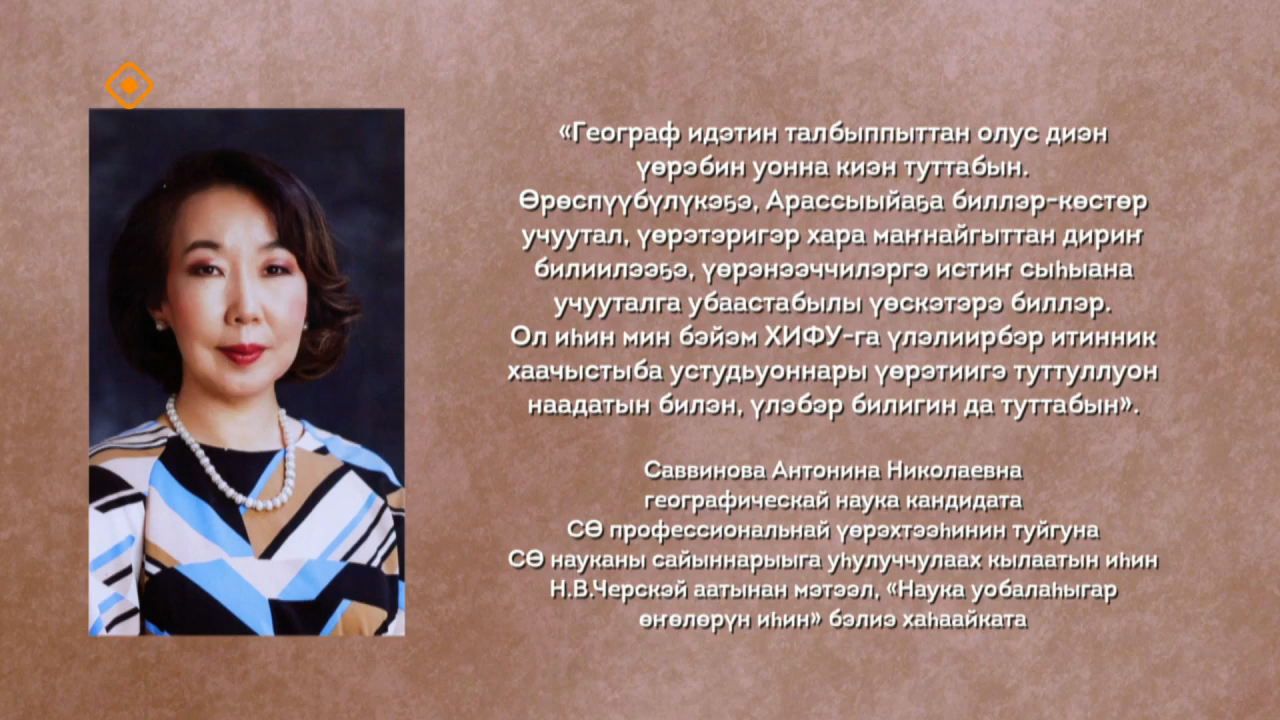 «Географ идэтин талбыппыттан олус диэн
үөрэбин уонна киэн туттабын.
Өрөспүүбүлүкэҕэ, Арассыыйаҕа биллэр-көстөр
учуутал, үөрэтэригэр хара маҥнайгыттан дириҥ
билиилээҕэ, үөрэнээччилэргэ истиҥ сыһыана
учууталга убаастабылы үөскэтэрэ биллэр.
Ол иһин мин бэйэм ХИФУ-га үлэлиирбэр итинник
хаачыстыба устудьуоннары үөрэтиигэ туттуллуон
наадатын билэн, үлэбэр билигин да туттабын».
Саввинова Антонина Николаевна
географическай наука кандидата
СӨ профессиональнай үөрэхтээһинин туйгуна
СӨ науканы сайыннарыыга уһулуччулаах кылаатын иһин
Н.В.Черскэй аатынан мэтээл, «Наука уобалаһыгар
өҥөлөрүн иһин» бэлиэ хаһаайката